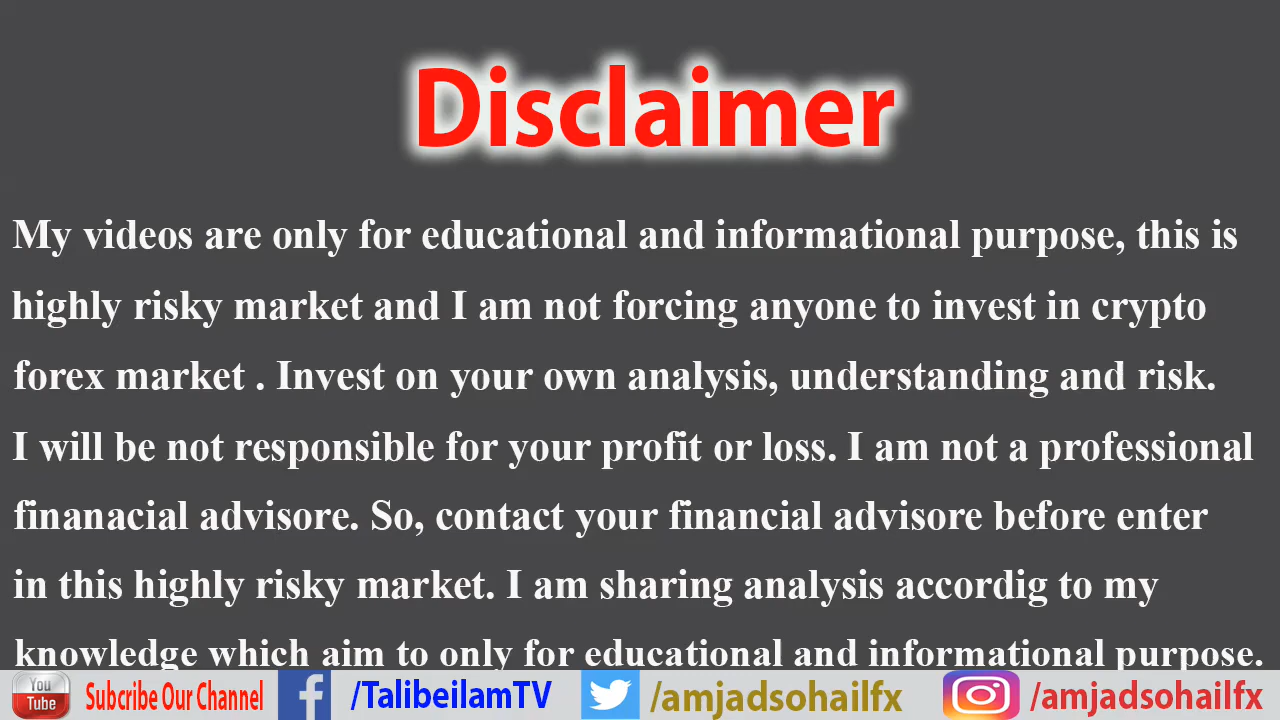 Disclaimer
My videos are only for educational and informational purpose, this is
highly risky market and I am not forcing anyone to invest in crypto
forex market . Invest on your own analysis, understanding and risk.
I will be not responsible for your profit or loss. I am not a professional
finanacial advisore. So, contact your financial advisore before enter
in this highly risky market. I am sharing analysis accordig to my
knowledge which aim to only for educational and informational purpose.
You Tube Subcribe Our Channel /TalibeilamTV /amjadsohailfx /amjadsohailfx